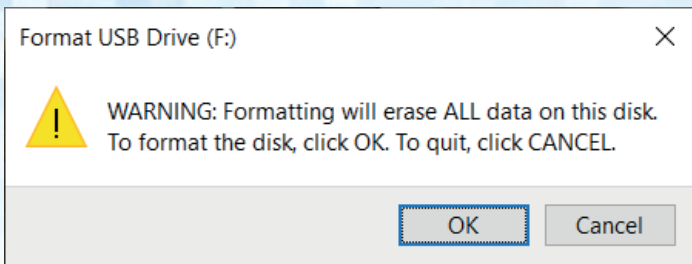 Format USB Drive (F:)
WARNING: Formatting will erase ALL data on this disk.
To format the disk, click OK. To quit, click CANCEL.
OK Cancel